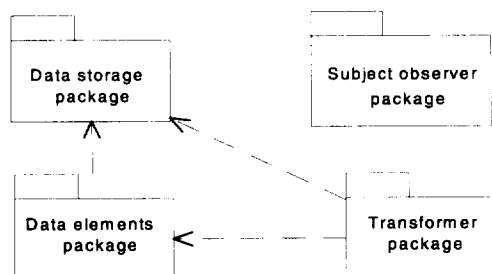 Data storage
package
Subject observer
package
Data elements
package
Transformer
package